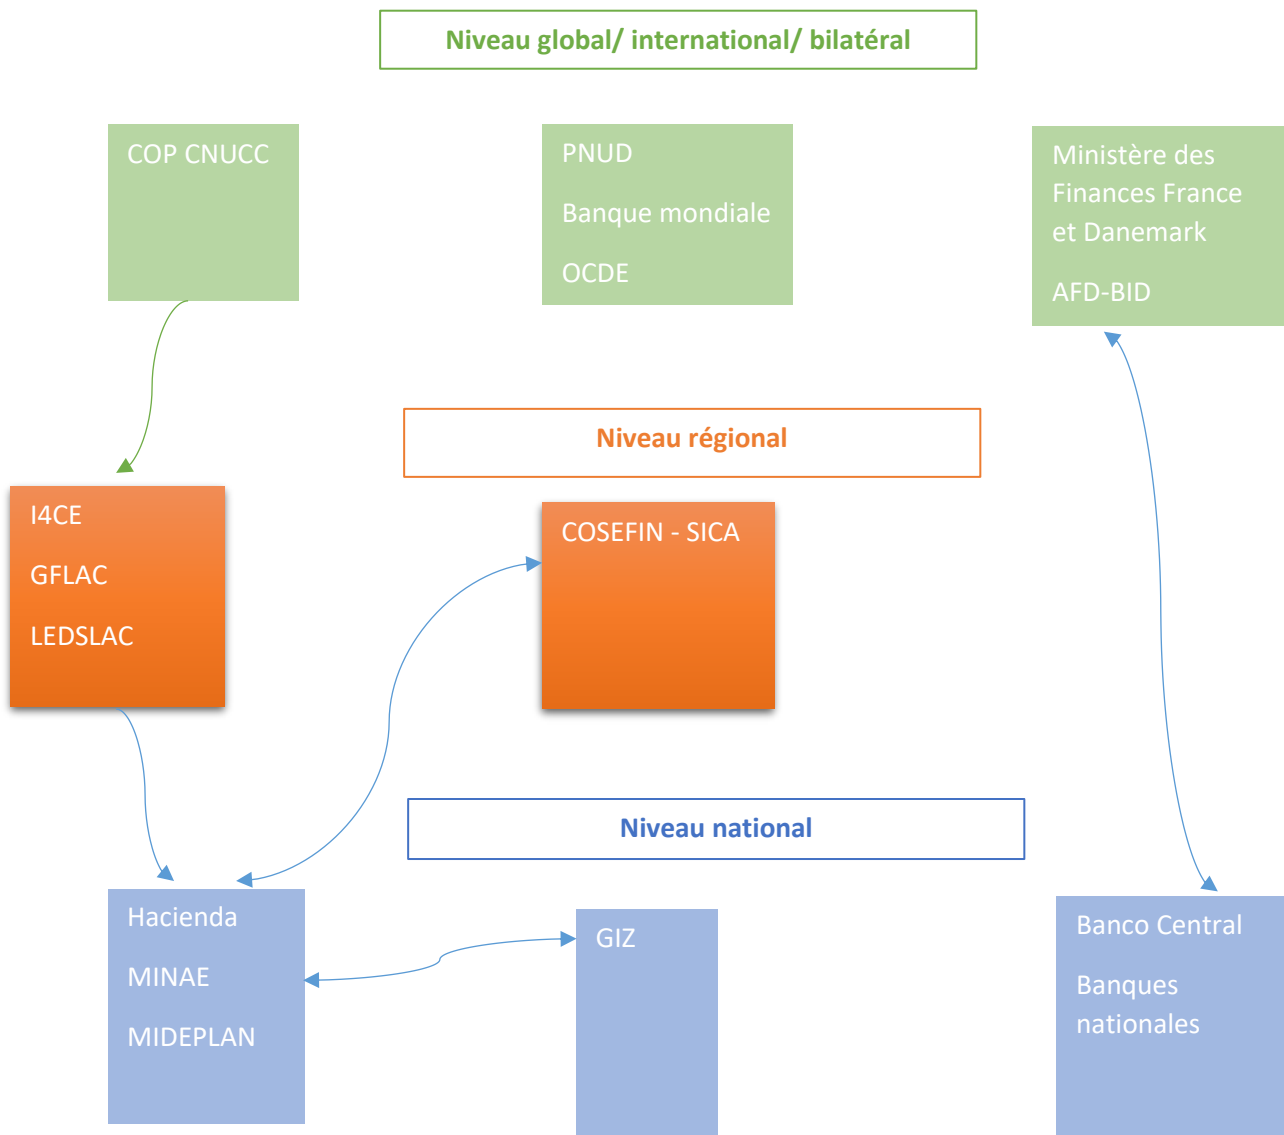 Niveau global/ international/ bilatéral
COP CNUCC
PNUD
Banque mondiale
OCDE
Ministère des
Finances France
et Danemark
AFD-BID
Niveau régional
I4CE
GFLAC
LEDSLAC
COSEFIN - SICA
Niveau national
Hacienda
MINAE
MIDEPLAN
GIZ
Banco Central
Banques
nationales